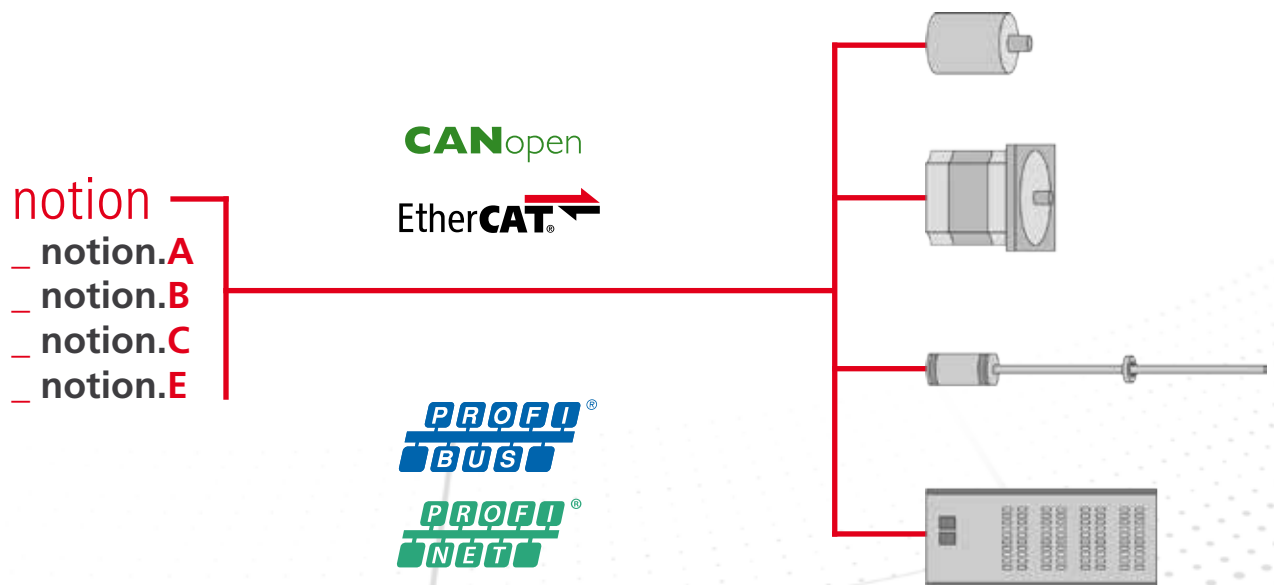 notion
_ notion.A
_ notion.B
_ notion.C
_ notion.E
CANopen
EtherCAT®
PROFI®
BUS
PROFI®
NET